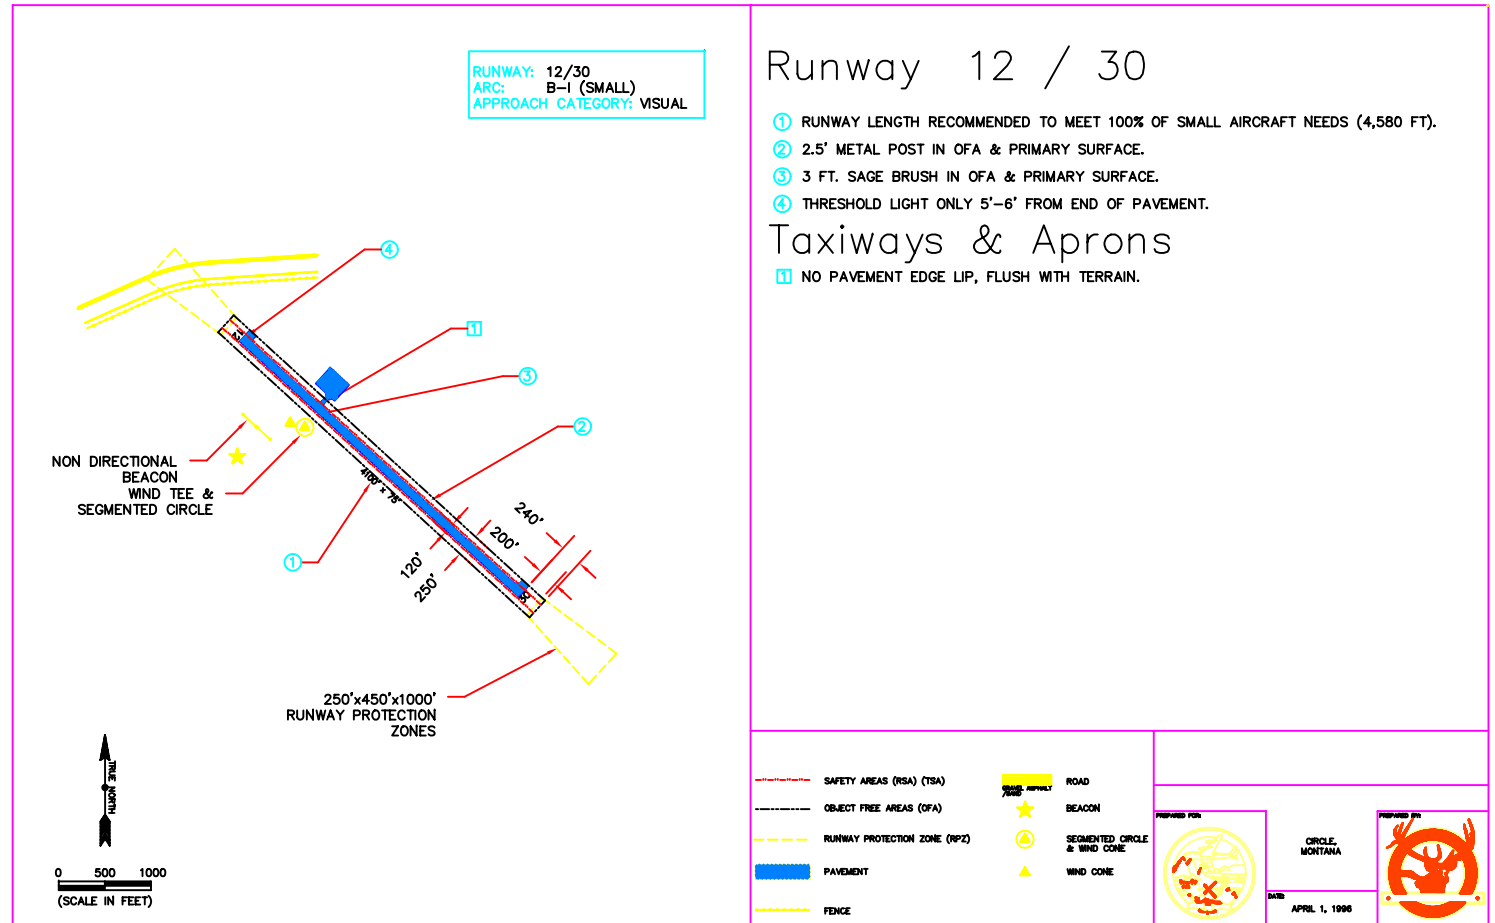 RUNWAY: 12/30
ARC: B-I (SMALL)
APPROACH CATEGORY: VISUAL
4
1
3
2
12
NON DIRECTIONAL
BEACON
WIND TEE &
SEGMENTED CIRCLE
4100' x 75'
1
240'
200'
120'
250'
30
250'x450'x1000'
RUNWAY PROTECTION
ZONES
TRUE NORTH
0 500 1000
(SCALE IN FEET)
Runway 12 / 30
1 RUNWAY LENGTH RECOMMENDED TO MEET 100% OF SMALL AIRCRAFT NEEDS (4,580 FT).
2 2.5' METAL POST IN OFA & PRIMARY SURFACE.
3 3 FT. SAGE BRUSH IN OFA & PRIMARY SURFACE.
4 THRESHOLD LIGHT ONLY 5'-6' FROM END OF PAVEMENT.
Taxiways & Aprons
1 NO PAVEMENT EDGE LIP, FLUSH WITH TERRAIN.
SAFETY AREAS (RSA) (TSA)
OBJECT FREE AREAS (OFA)
RUNWAY PROTECTION ZONE (RPZ)
PAVEMENT
FENCE
GRAVEL ASPHALT
/SAND
ROAD
BEACON
SEGMENTED CIRCLE
& WIND CONE
WIND CONE
PREPARED FOR:
CIRCLE,
MONTANA
DATE:
APRIL 1, 1996
PREPARED BY: